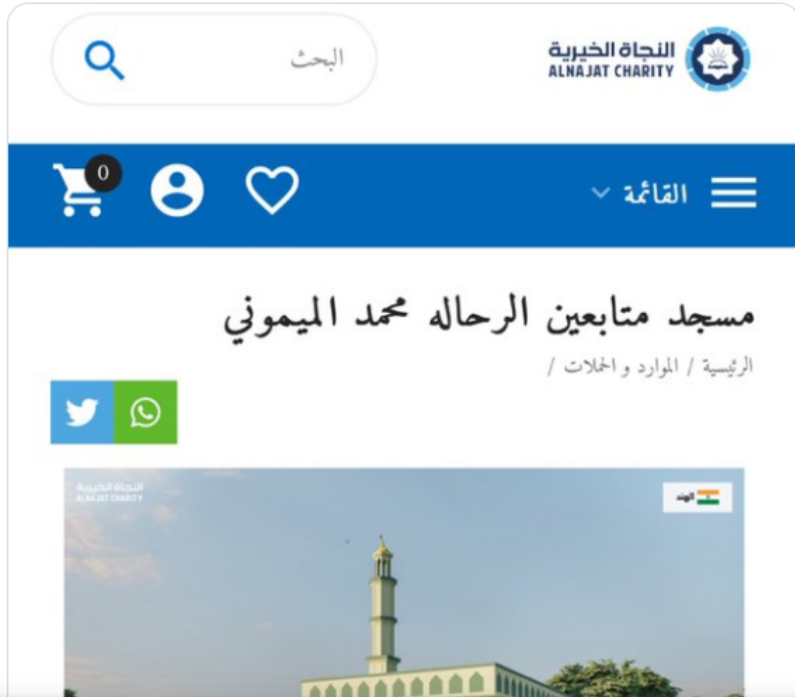 البحث
النجاة الخيرية
ALNAJAT CHARITY
0
القائمة
مسجد متابعين الرحاله محمد الميموني
الرئيسية / الموارد و الحملات /
النجاة الخيرية
ALNAJAT CHARITY
الهند